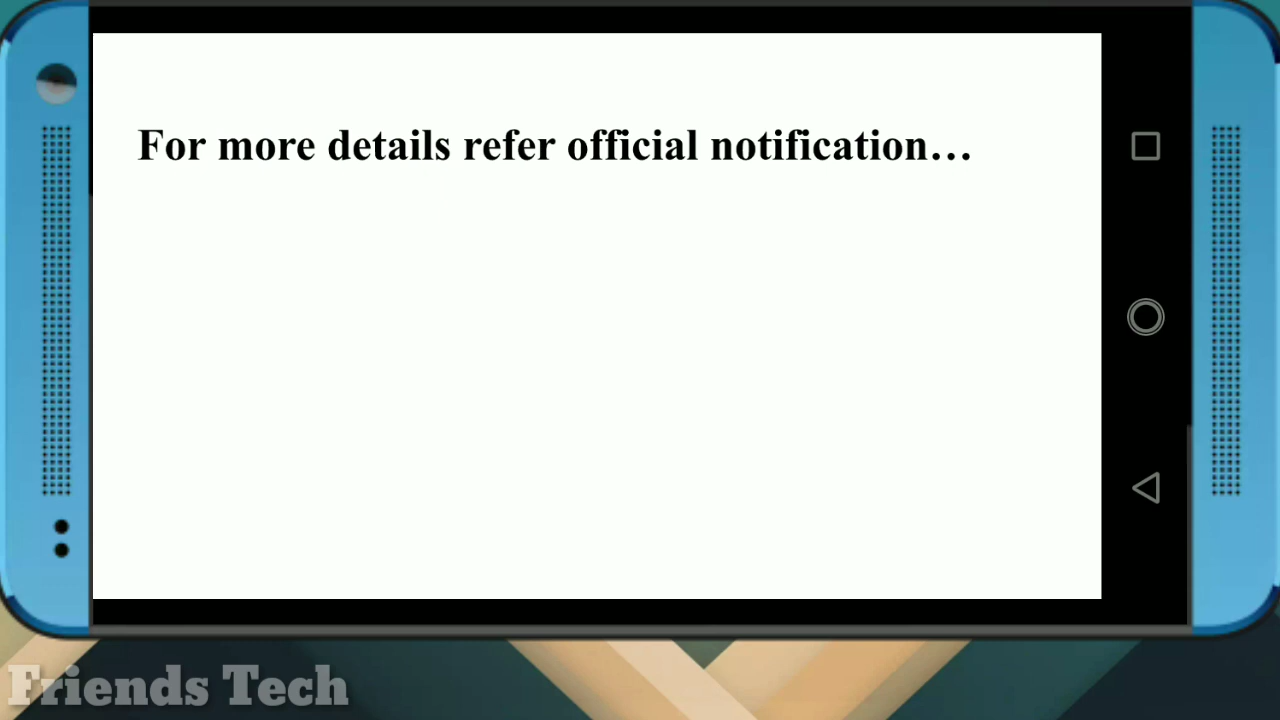 For more details refer official notification…
Friends Tech